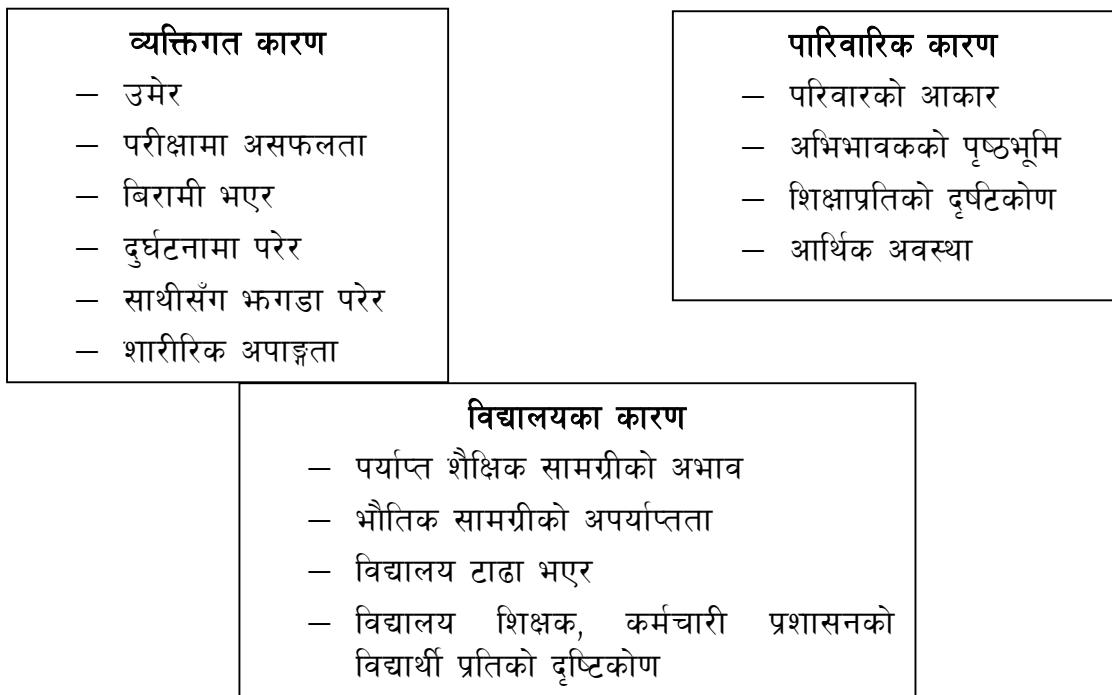 व्यक्तिगत कारण
— उमेर
— परीक्षामा असफलता
— बिरामी भएर
— दुर्घटनामा परेर
— साथीसँग झगडा परेर
— शारीरिक अपाङ्गता
पारिवारिक कारण
— परिवारको आकार
— अभिभावकको पृष्ठभूमि
— शिक्षाप्रतिको दृर्षटिकोण
— आर्थिक अवस्था
विद्यालयका कारण
— पर्याप्त शैक्षिक सामग्रीको अभाव
— भौतिक सामग्रीको अपर्याप्तता
— विद्यालय टाढा भएर
— विद्यालय शिक्षक, कर्मचारी प्रशासनको
विद्यार्थी प्रतिको दृष्टिकोण